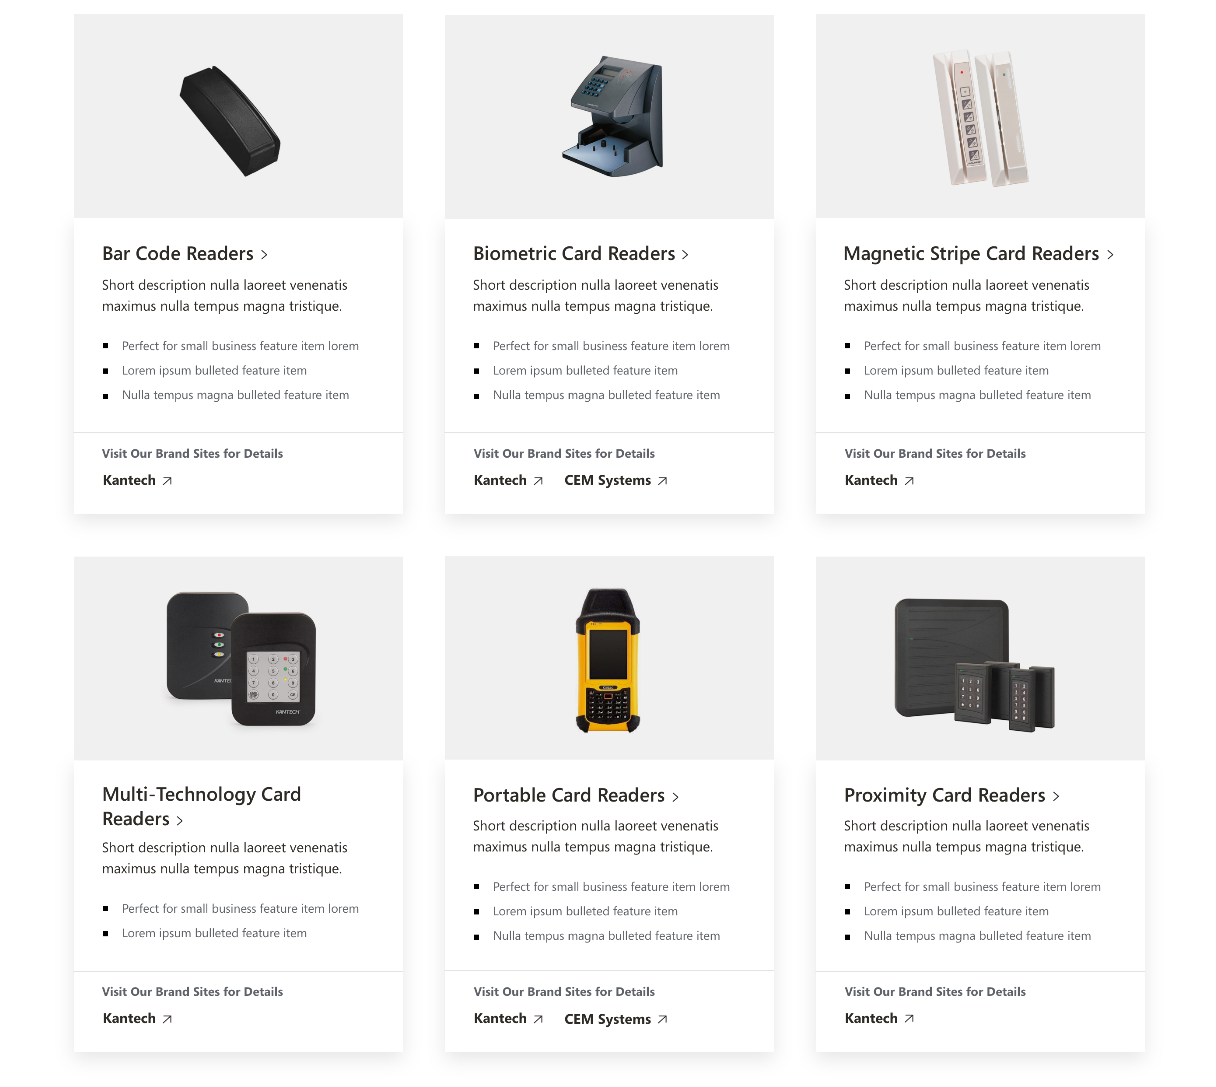 Bar Code Readers
Short description nulla laoreet venenatis
maximus nulla tempus magna tristique.
Perfect for small business feature item lorem
Lorem ipsum bulleted feature item
Nulla tempus magna bulleted feature item
Visit Our Brand Sites for Details
Kantech
Biometric Card Readers
Short description nulla laoreet venenatis
maximus nulla tempus magna tristique.
Perfect for small business feature item lorem
Lorem ipsum bulleted feature item
Nulla tempus magna bulleted feature item
Visit Our Brand Sites for Details
Kantech CEM Systems
Magnetic Stripe Card Readers
Short description nulla laoreet venenatis
maximus nulla tempus magna tristique.
Perfect for small business feature item lorem
Lorem ipsum bulleted feature item
Nulla tempus magna bulleted feature item
Visit Our Brand Sites for Details
Kantech
KANTECH
Multi-Technology Card
Readers
Short description nulla laoreet venenatis
maximus nulla tempus magna tristique.
Perfect for small business feature item lorem
Lorem ipsum bulleted feature item
Visit Our Brand Sites for Details
Kantech
Portable Card Readers
Short description nulla laoreet venenatis
maximus nulla tempus magna tristique.
Perfect for small business feature item lorem
Lorem ipsum bulleted feature item
Nulla tempus magna bulleted feature item
Visit Our Brand Sites for Details
Kantech CEM Systems
Proximity Card Readers
Short description nulla laoreet venenatis
maximus nulla tempus magna tristique.
Perfect for small business feature item lorem
Lorem ipsum bulleted feature item
Nulla tempus magna bulleted feature item
Visit Our Brand Sites for Details
Kantech